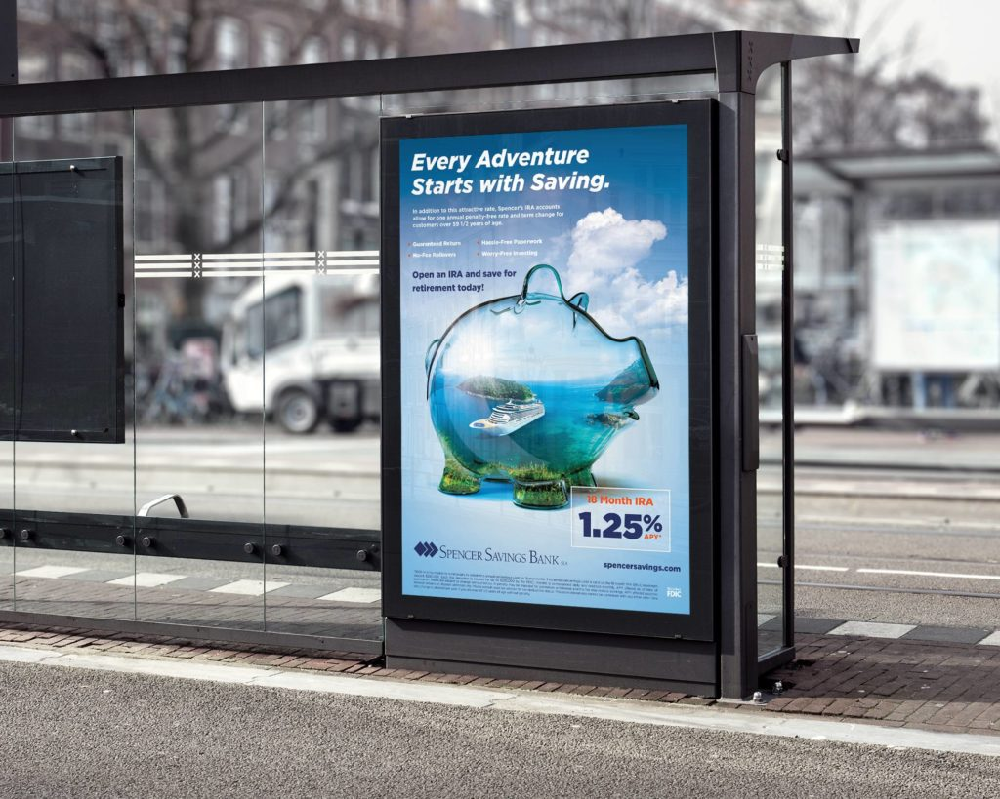 Every Adventure
Starts with Saving.
In addition to this attractive rate, Spencer's IRA accounts
allow for one annual penalty-free rate and term change for
customers over 59 1/2 years of age.
Guaranteed Return
Hassle-Free Paperwork
No-Fee Rollovers
Worry-Free Investing
Open an IRA and save for
retirement today!
18 Month IRA
1.25%
APY*
SPENCER SAVINGS BANK SLA
spencersavings.com
FDIC